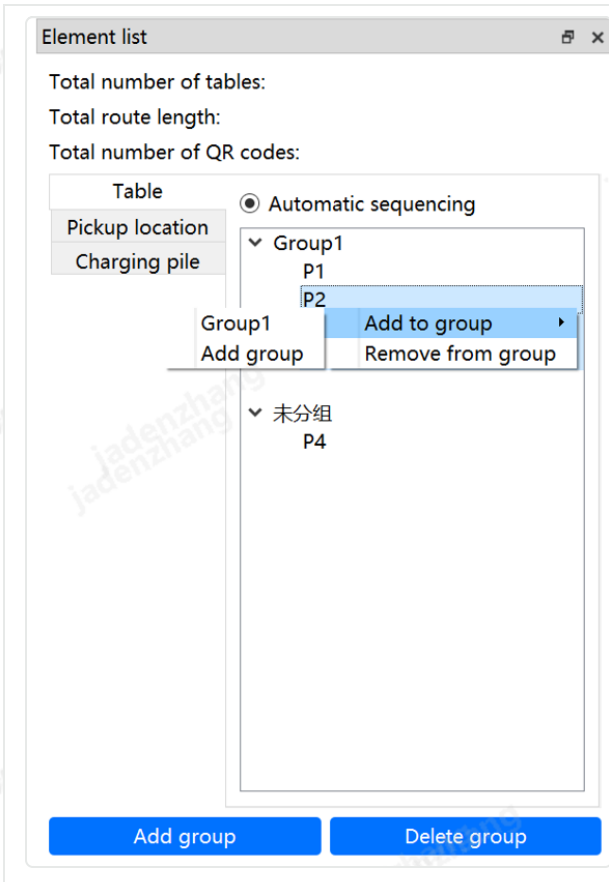 Element list
Total number of tables:
Total route length:
Total number of QR codes:
Table
Automatic sequencing
Pickup location
Charging pile
Group1
P1
P2
Group1
Add to group
Add group
Remove from group
未分组
P4
jadenzhang
jadenzhang
Add group
Delete group